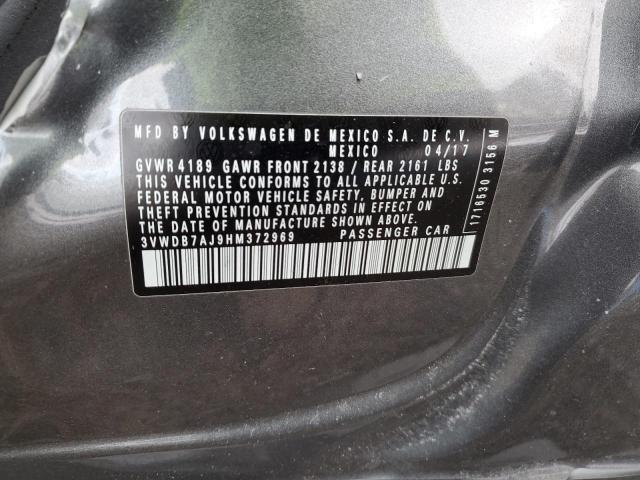 MFD BY VOLKSWAGEN DE MEXICO S.A. DE C.V.
MEXICO 04/17
GVWR 4189 GAWR FRONT 2138 / REAR 2161 LBS
THIS VEHICLE CONFORMS TO ALL APPLICABLE U.S.
FEDERAL MOTOR VEHICLE SAFETY, BUMPER AND
THEFT PREVENTION STANDARDS IN EFFECT ON THE
DATE OF MANUFACTURE SHOWN ABOVE.
3VWDB7AJ9HM372969 PASSENGER CAR
1716530 3156 M